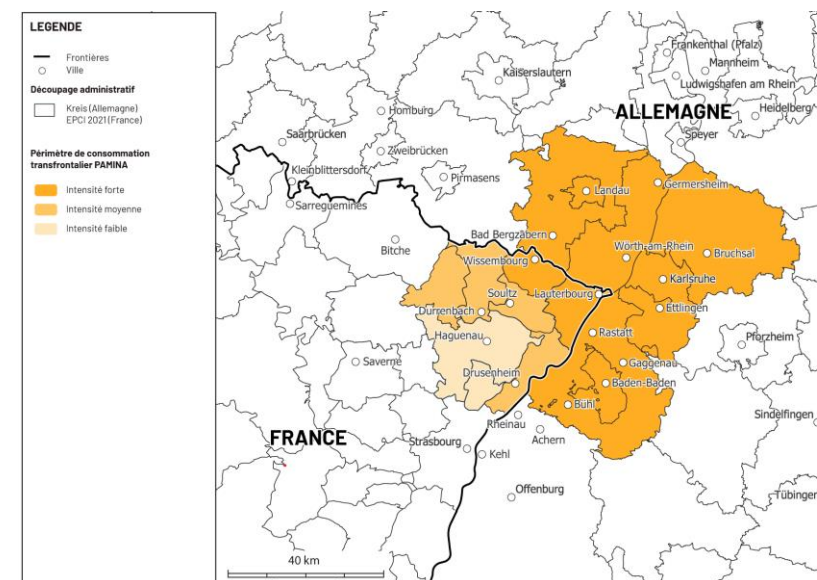 LEGENDE
Frontières
Ville
Découpage administratif
Kreis (Allemagne)
EPCI 2021 (France)
Périmètre de consommation
transfrontalier PAMINA
Intensité forte
Intensité moyenne
Intensité faible
Frankenthal (Pfalz)
Mannheim
Kaiserslautern
Ludwigshafen am Rhein
Homburg
ALLEMAGNE
Heidelberg
Speyer
Saarbrücken
Zweibrücken
Kleinblittersdorf
Pirmasens
Landau
Germersheim
Sarreguemines
Bad Bergzabern
Bitche
Wörth-am-Rhein
Bruchsal
Wissembourg
Karlsruhe
Soultz
Lauterbourg
Durrenbach
Ettlingen
Rastatt
Haguenau
Pforzheim
Saverne
Gaggenau
Drusenheim
Baden-Baden
Bühl
Rheinau
Sindelfingen
FRANCE
Achern
Strasbourg
Kehl
Offenburg
Tübinger
40 km